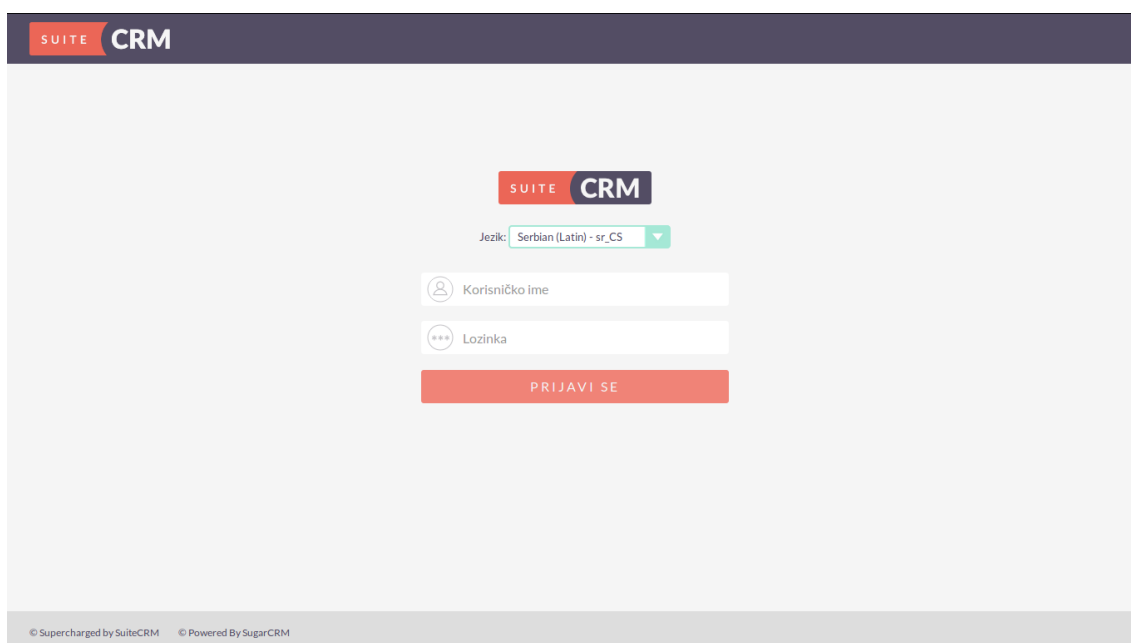 SUITE CRM
SUITE CRM
Jezik: Serbian (Latin) - sr_CS
Korisničko ime
Lozinka
PRIJAVI SE
© Supercharged by SuiteCRM © Powered By SugarCRM